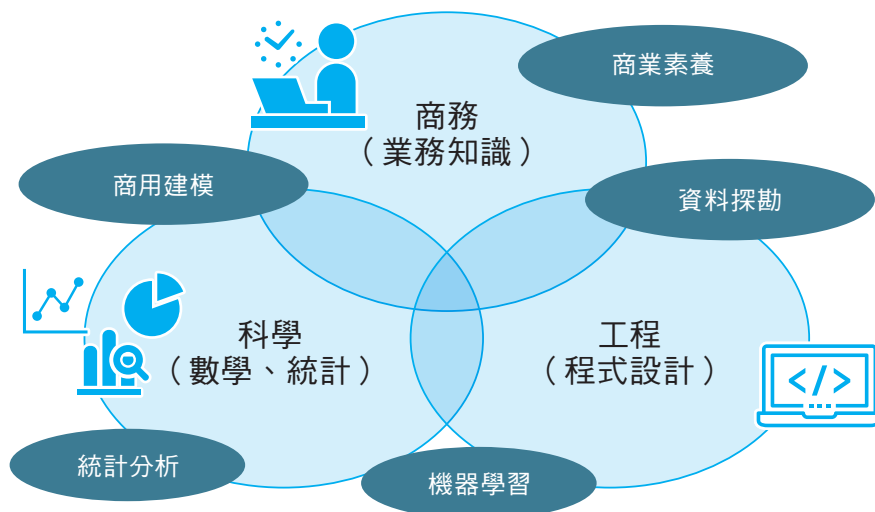 商業素養
商務
（業務知識）
商用建模
資料探勘
科學
（數學、統計）
工程
（程式設計）
</>
統計分析
機器學習